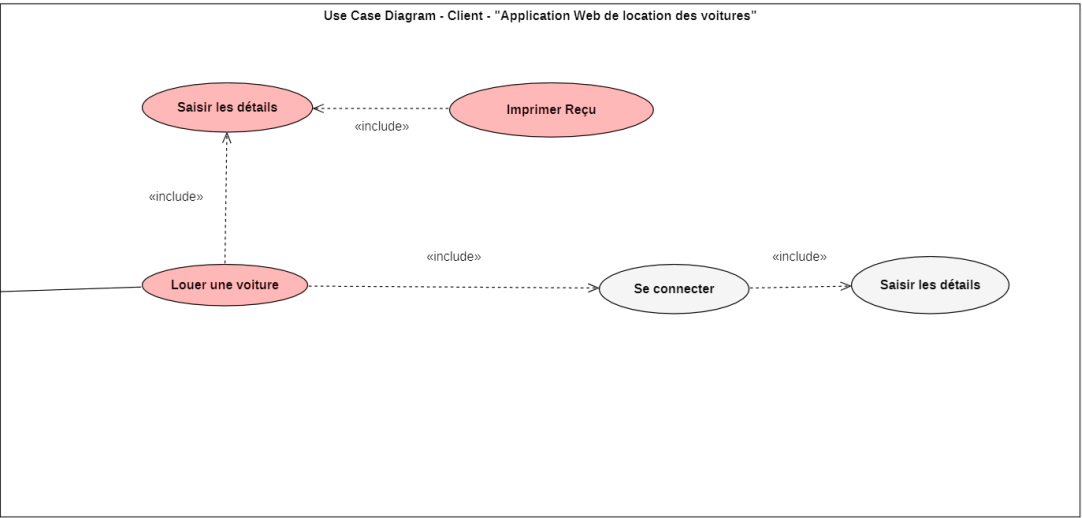 Use Case Diagram - Client - "Application Web de location des voitures"
Saisir les détails
Imprimer Reçu
«include»
«include»
«include»
«include»
Louer une voiture
Se connecter
Saisir les détails